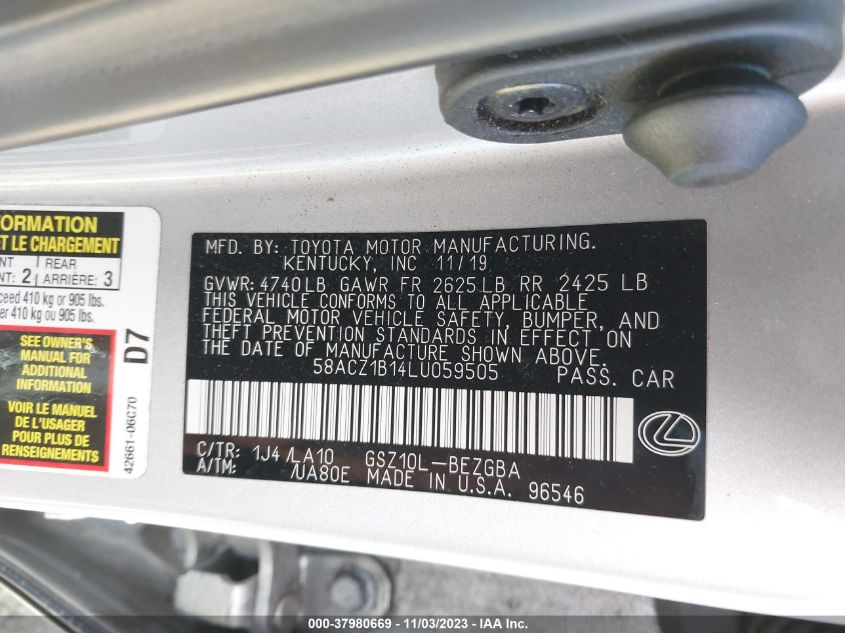 ORMATION
T LE CHARGEMENT
NT 2 REAR ARRIÈRE: 3
ceed 410 kg or 905 lbs.
er 410 kg ou 905 lbs.
SEE OWNER'S
MANUAL FOR
ADDITIONAL
INFORMATION
VOIR LE MANUEL
DE L'USAGER
POUR PLUS DE
RENSEIGNEMENTS
D7
42661-06C70
MFD. BY: TOYOTA MOTOR MANUFACTURING.
KENTUCKY, INC 11/19
GVWR: 4740LB GAWR FR 2625LB RR 2425 LB
THIS VEHICLE CONFORMS TO ALL APPLICABLE
FEDERAL MOTOR VEHICLE SAFETY, BUMPER, AND
THEFT PREVENTION STANDARDS IN EFFECT ON
THE DATE OF MANUFACTURE SHOWN ABOVE.
58ACZ1B14LU059505 PASS. CAR
C/TR: 1J4 /LA10 GSZ10L-BEZGBA
A/TM: /UA80E MADE IN U.S.A. 96546
000-37980669 - 11/03/2023 - IAA Inc.